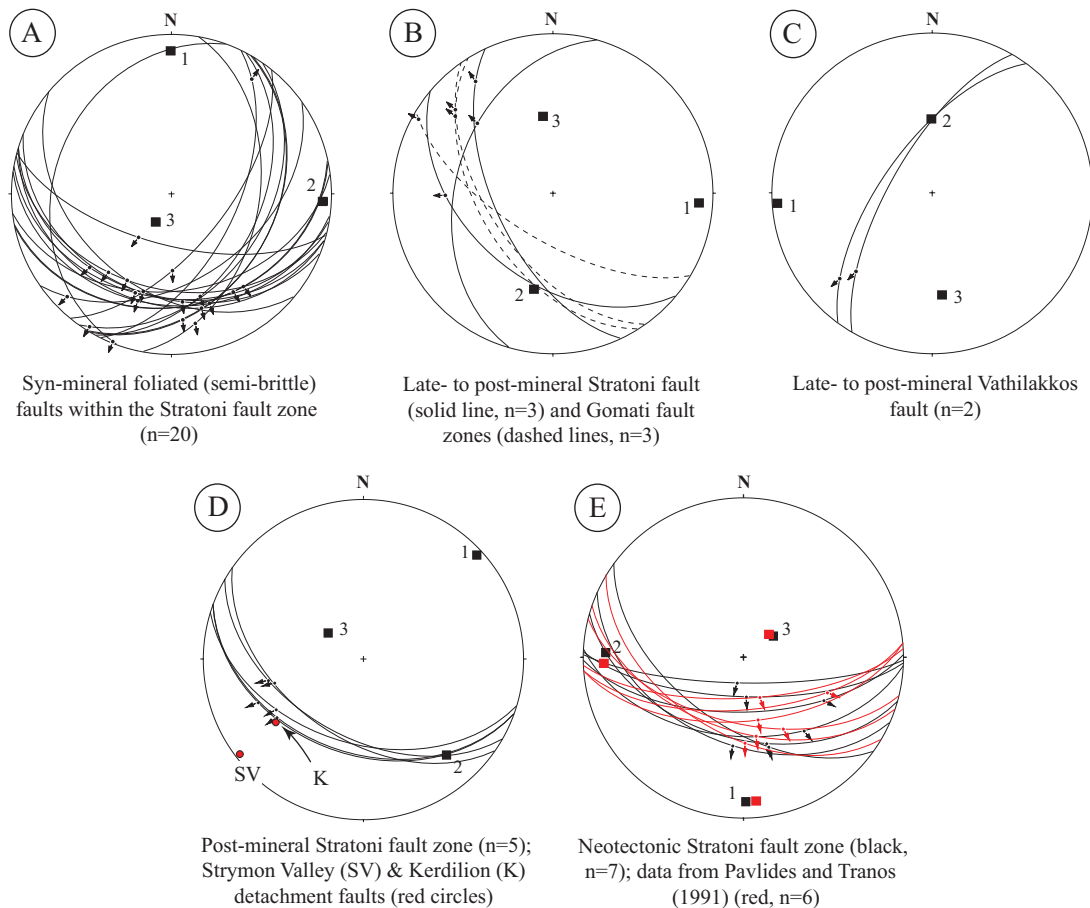 A
N
1
2
3
Syn-mineral foliated (semi-brittle)
faults within the Stratoni fault zone
(n=20)
B
N
3
1
2
Late- to post-mineral Stratoni fault
(solid line, n=3) and Gomati fault
zones (dashed lines, n=3)
C
N
2
1
3
Late- to post-mineral Vathilakkos
fault (n=2)
D
N
1
3
2
SV
K
Post-mineral Stratoni fault zone (n=5);
Strymon Valley (SV) & Kerdilion (K)
detachment faults (red circles)
E
N
3
2
1
Neotectonic Stratoni fault zone (black,
n=7); data from Pavlides and Tranos
(1991) (red, n=6)